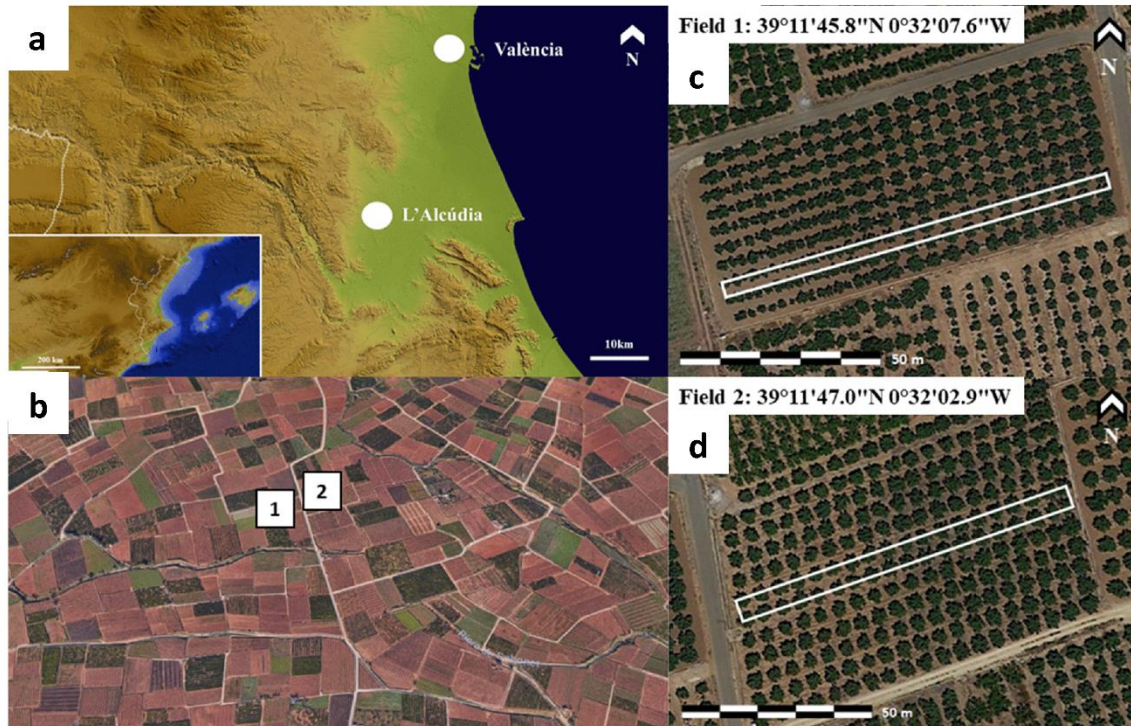 a
València
N
L'Alcúdia
200 km
10km
b
1
2
Field 1: 39°11'45.8"N 0°32'07.6"W
c
N
50 m
Field 2: 39°11'47.0"N 0°32'02.9"W
d
N
50 m